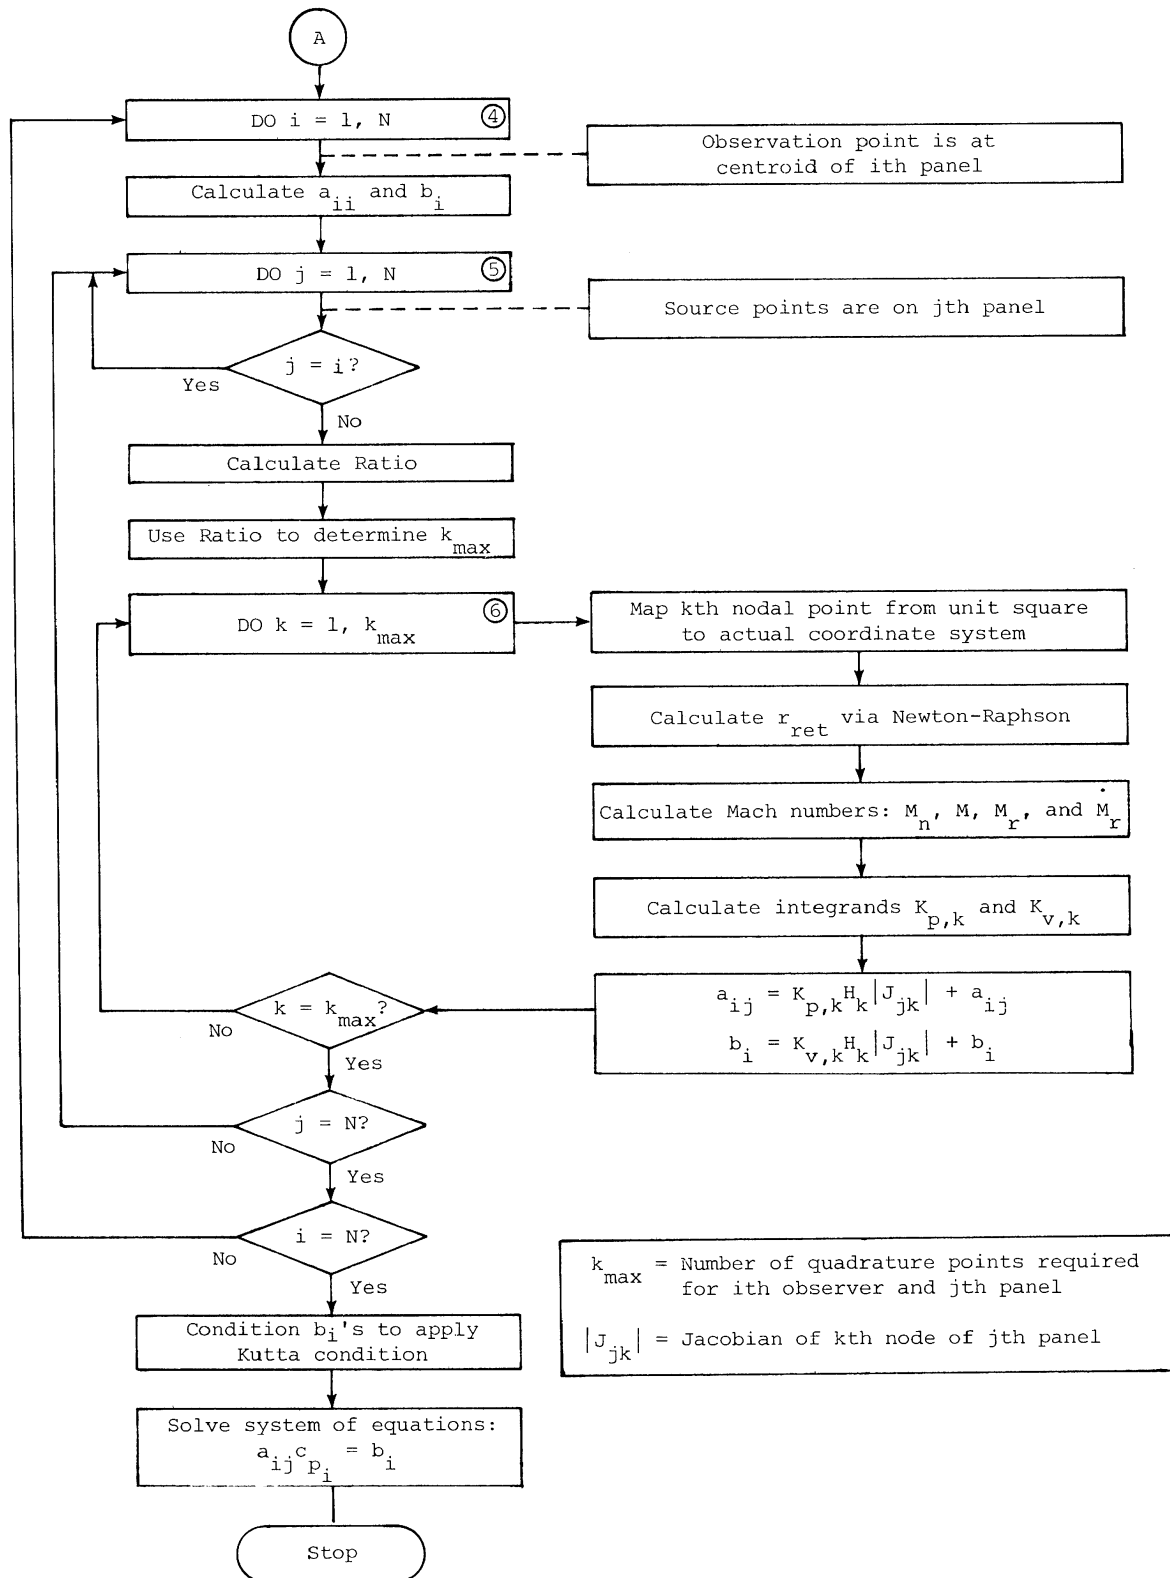 A
DO i = 1, N ④
Observation point is at
centroid of ith panel
Calculate a_ii and b_i
DO j = 1, N ⑤
Source points are on jth panel
j = i?
Yes
No
Calculate Ratio
Use Ratio to determine k_max
DO k = 1, k_max ⑥
Map kth nodal point from unit square
to actual coordinate system
Calculate r_ret via Newton-Raphson
Calculate Mach numbers: M_n, M, M_r, and Ṁ_r
Calculate integrands K_p,k and K_v,k
a_ij = K_p,k H_k |J_jk| + a_ij
b_i = K_v,k H_k |J_jk| + b_i
k = k_max?
No
Yes
j = N?
No
Yes
i = N?
No
Yes
k_max = Number of quadrature points required
for ith observer and jth panel
|J_jk| = Jacobian of kth node of jth panel
Condition b_i's to apply
Kutta condition
Solve system of equations:
a_ij c_p_i = b_i
Stop